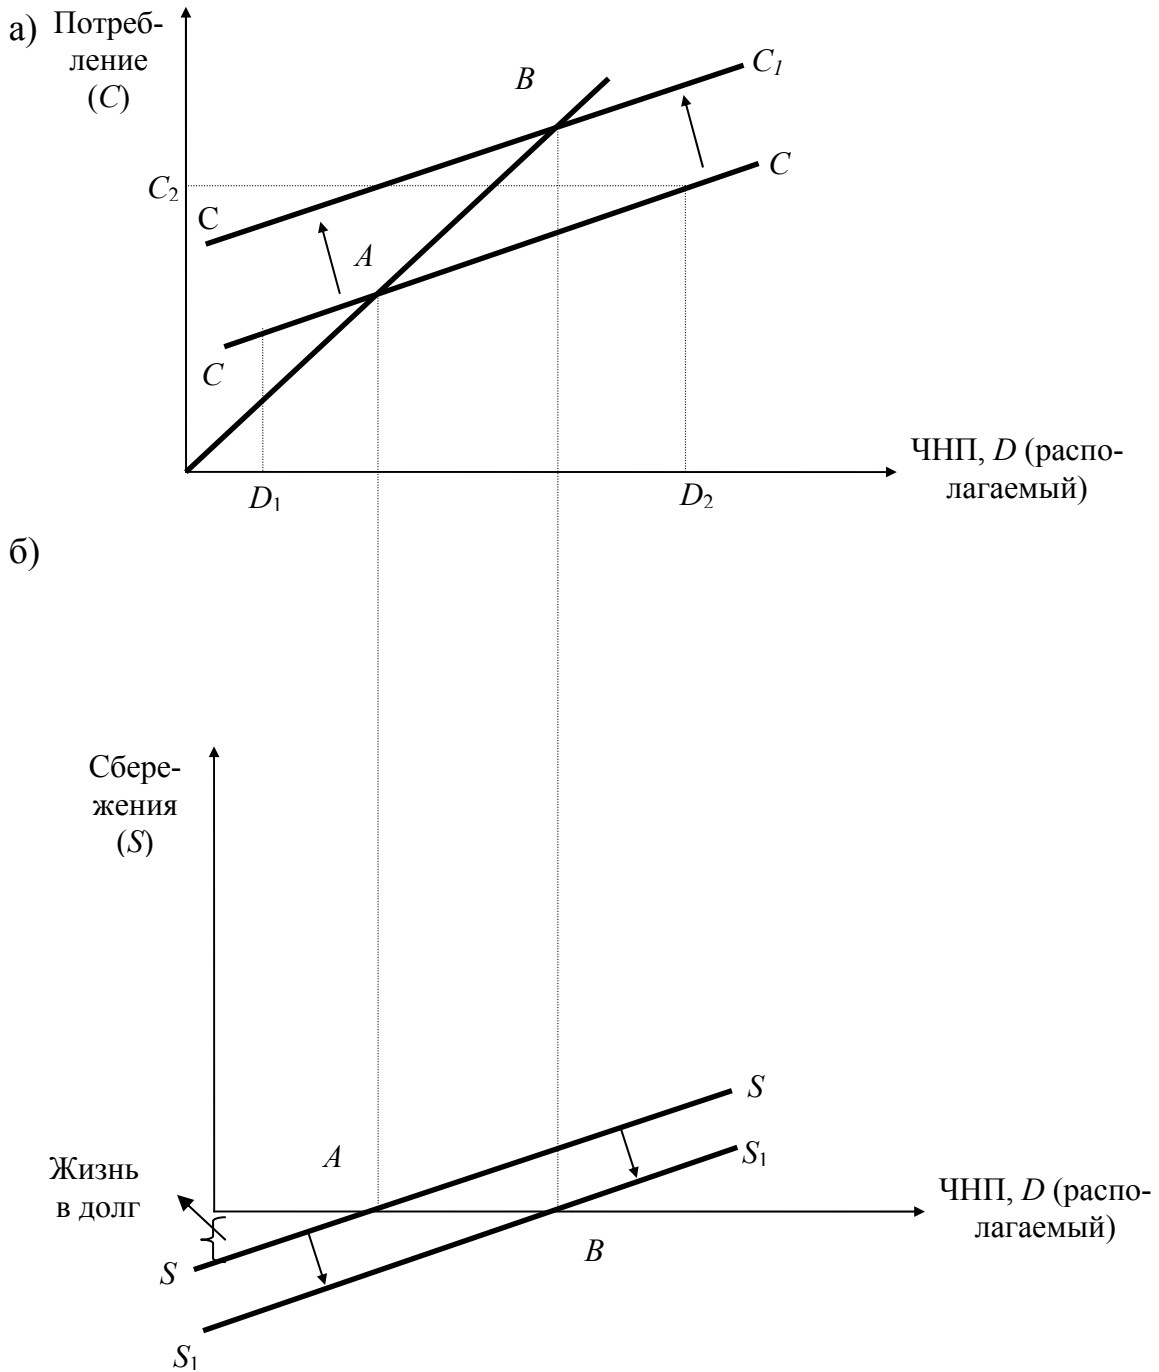 а)
Потреб-
ление
(C)
B
C1
C
C2
С
A
C
ЧНП, D (распо-
лагаемый)
D1
D2
б)
Сбере-
жения
(S)
S
A
S1
Жизнь
в долг
ЧНП, D (распо-
лагаемый)
B
S
S1